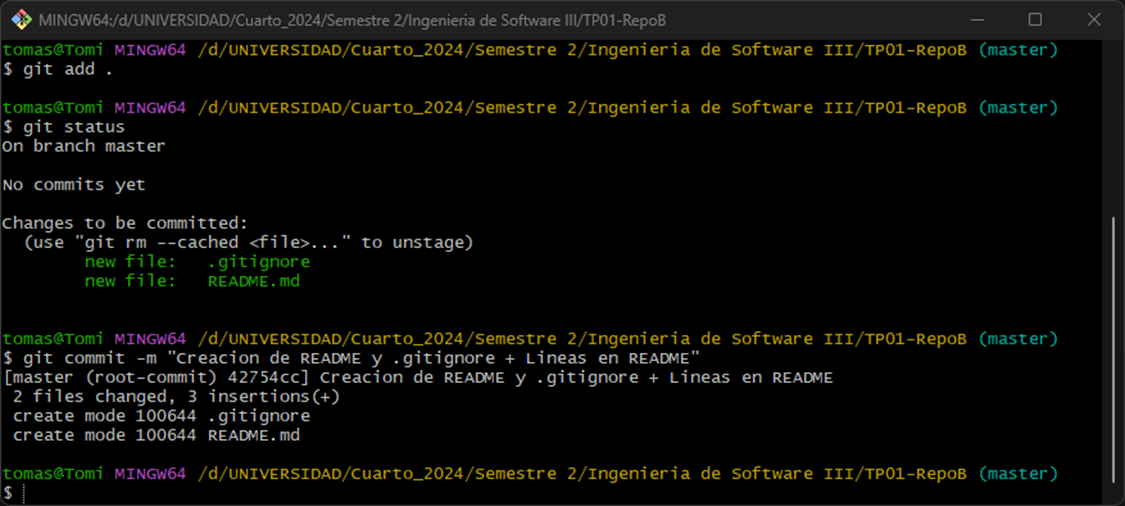 MINGW64:/d/UNIVERSIDAD/Cuarto_2024/Semestre 2/Ingenieria de Software III/TP01-RepoB
tomas@Tomi MINGW64 /d/UNIVERSIDAD/Cuarto_2024/Semestre 2/Ingenieria de Software III/TP01-RepoB (master)
$ git add .
tomas@Tomi MINGW64 /d/UNIVERSIDAD/Cuarto_2024/Semestre 2/Ingenieria de Software III/TP01-RepoB (master)
$ git status
On branch master
No commits yet
Changes to be committed:
  (use "git rm --cached <file>..." to unstage)
        new file:   .gitignore
        new file:   README.md
tomas@Tomi MINGW64 /d/UNIVERSIDAD/Cuarto_2024/Semestre 2/Ingenieria de Software III/TP01-RepoB (master)
$ git commit -m "Creacion de README y .gitignore + Lineas en README"
[master (root-commit) 42754cc] Creacion de README y .gitignore + Lineas en README
 2 files changed, 3 insertions(+)
 create mode 100644 .gitignore
 create mode 100644 README.md
tomas@Tomi MINGW64 /d/UNIVERSIDAD/Cuarto_2024/Semestre 2/Ingenieria de Software III/TP01-RepoB (master)
$